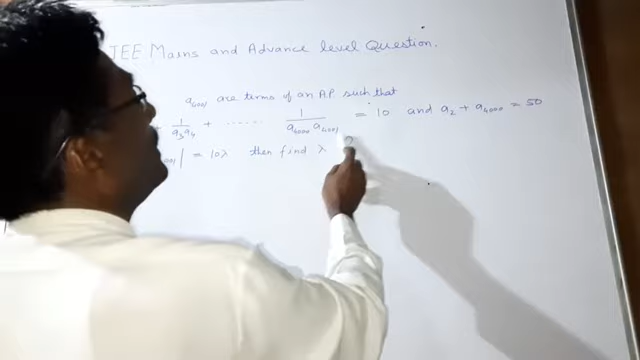 JEE Mains and Advance level Question.
a₄₀₀₁ are terms of an AP such that
+ 1/(a₃a₄) + ...... 1/(a₄₀₀₀ a₄₀₀₁) = 10 and a₂ + a₄₀₀₀ = 50
₀₀₁| = 10λ then find λ